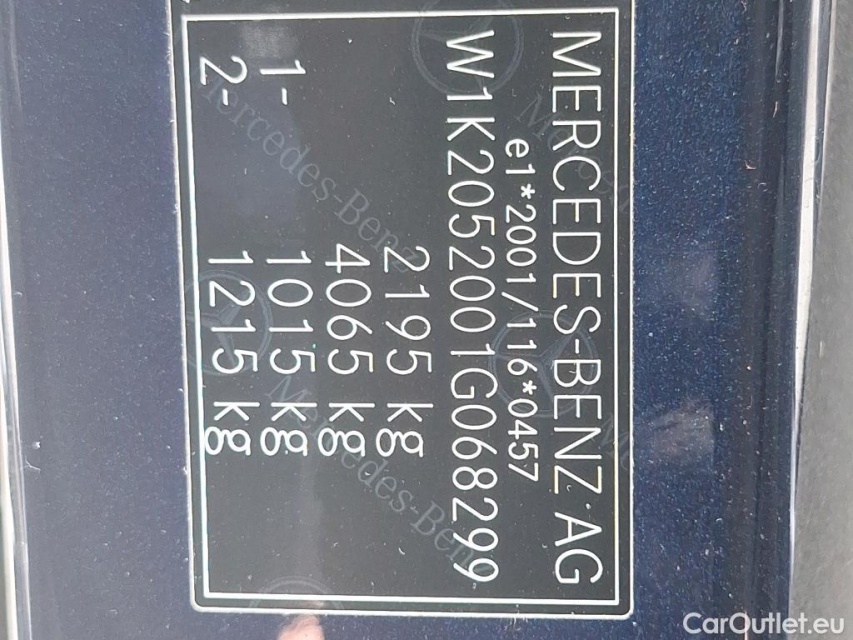 MERCEDES-BENZ AG
e1*2001/116*0457
W1K2052001G068299
2195 kg
4065 kg
1- 1015 kg
2- 1215 kg
CarOutlet.eu